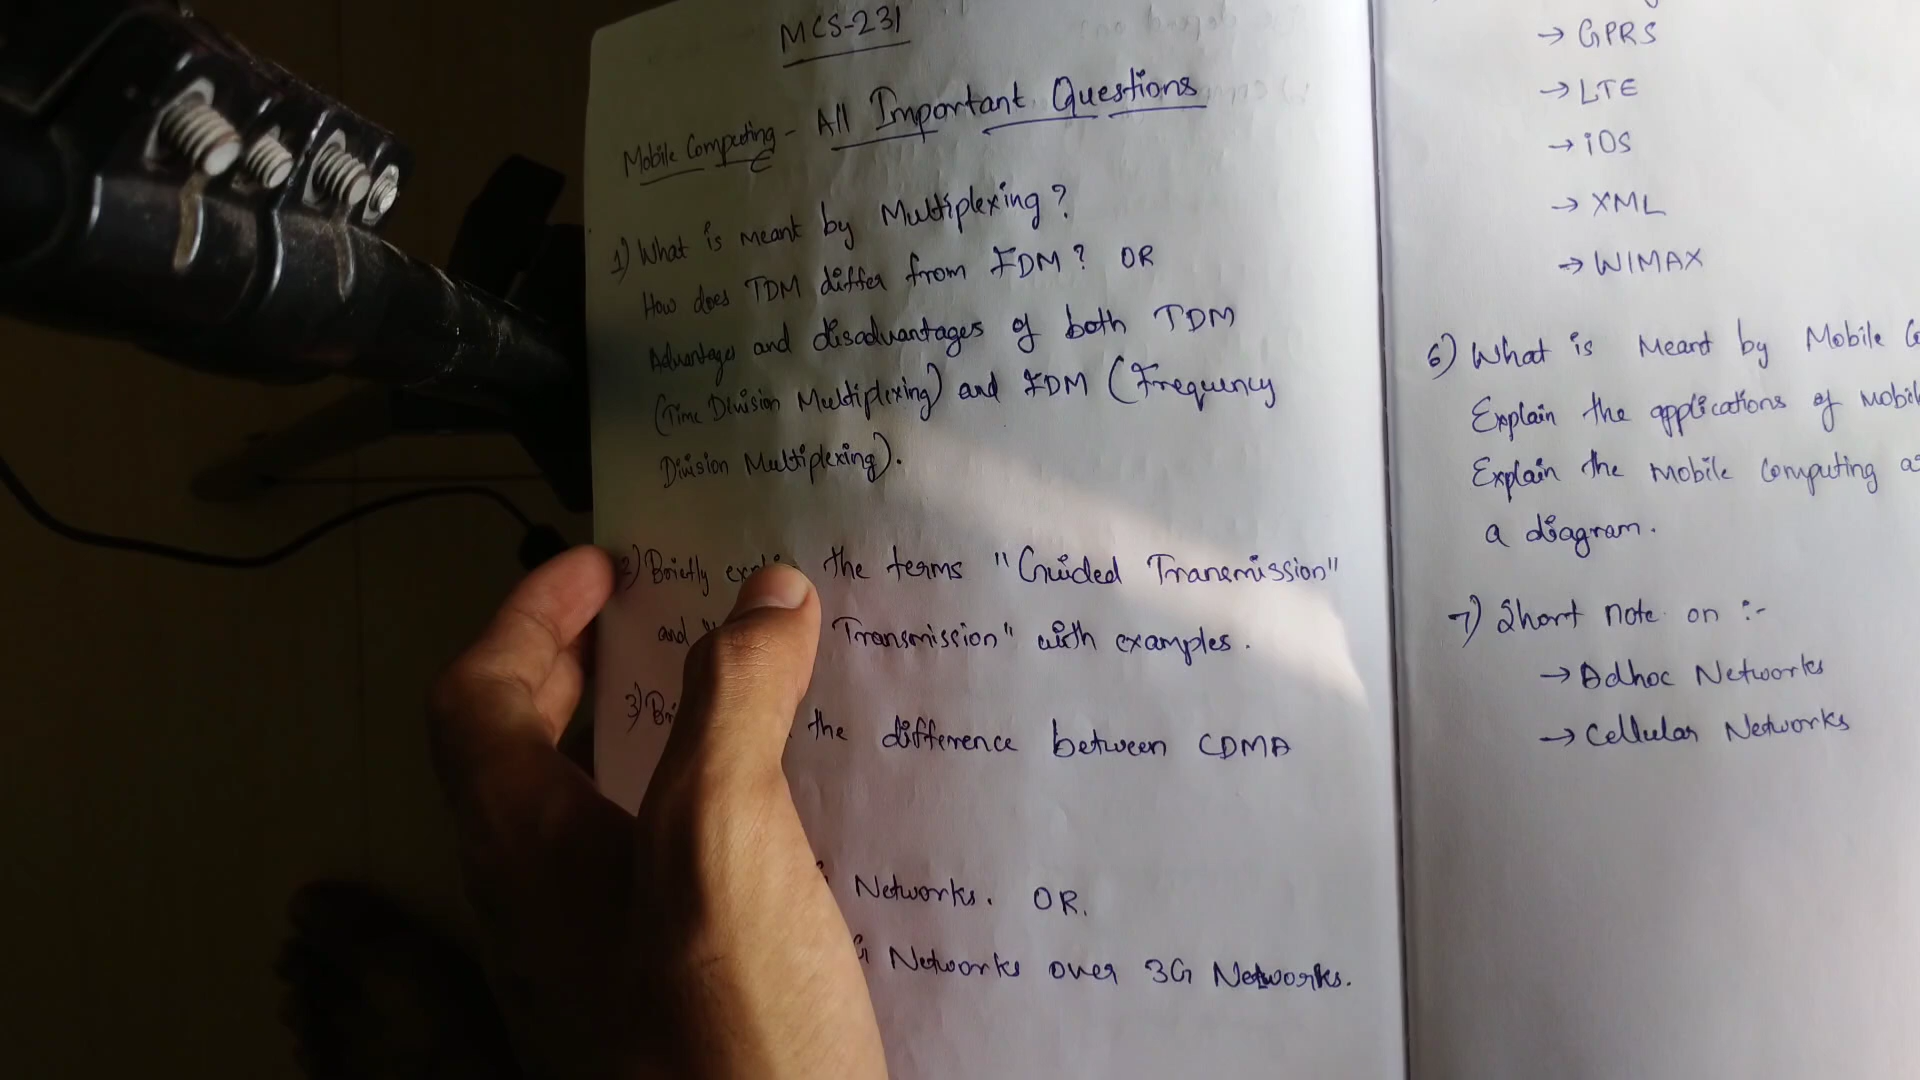 MCS-231
Mobile Computing - All Important Questions
1) What is meant by Multiplexing?
How does TDM differ from FDM? OR
Advantages and disadvantages of both TDM
(Time Division Multiplexing) and FDM (Frequency
Division Multiplexing).
2) Briefly the terms "Guided Transmission"
and Transmission" with examples.
3) the difference between CDMA
Networks. OR.
Networks over 3G Networks.
→ GPRS
→ LTE
→ iOS
→ XML
→ WIMAX
6) What is meant by Mobile
Explain the applications of
Explain the mobile computing
a diagram.
7) Short note on :-
→ Adhoc Networks
→ Cellular Networks